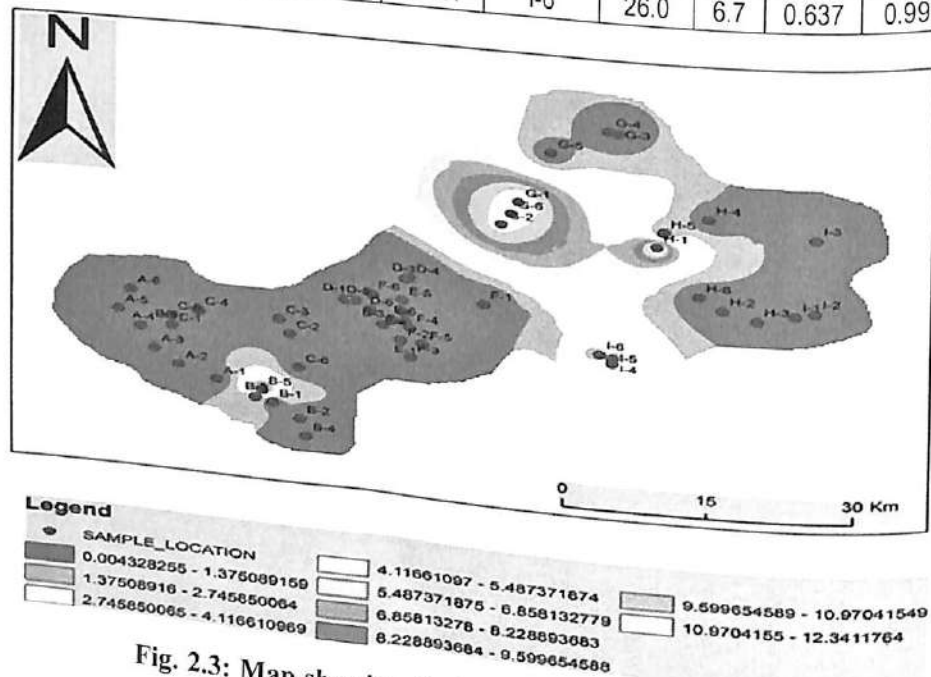 I-6 26.0 6.7 0.637 0.99
N
G-4
G-3
G-5
G-1
G-2
H-4
H-5
H-1
I-3
D-3 D-4
A-6
A-5
C-4
D-1
F-6
E-5
F-1
H-6
H-2
H-3
I-1 I-2
A-4
C-1
C-3
D-6
F-4
C-2
F-5
A-3
A-2
C-6
I-6
I-5
I-4
A-1
B-5
B-1
B-2
B-4
0 15 30 Km
Legend
SAMPLE_LOCATION
0.004328255 - 1.375089159
1.37508916 - 2.745850064
2.745850065 - 4.116610969
4.11661097 - 5.487371874
5.487371875 - 6.858132779
6.85813278 - 8.228893683
8.228893684 - 9.599654588
9.599654589 - 10.97041549
10.9704155 - 12.3411764
Fig. 2.3: Map